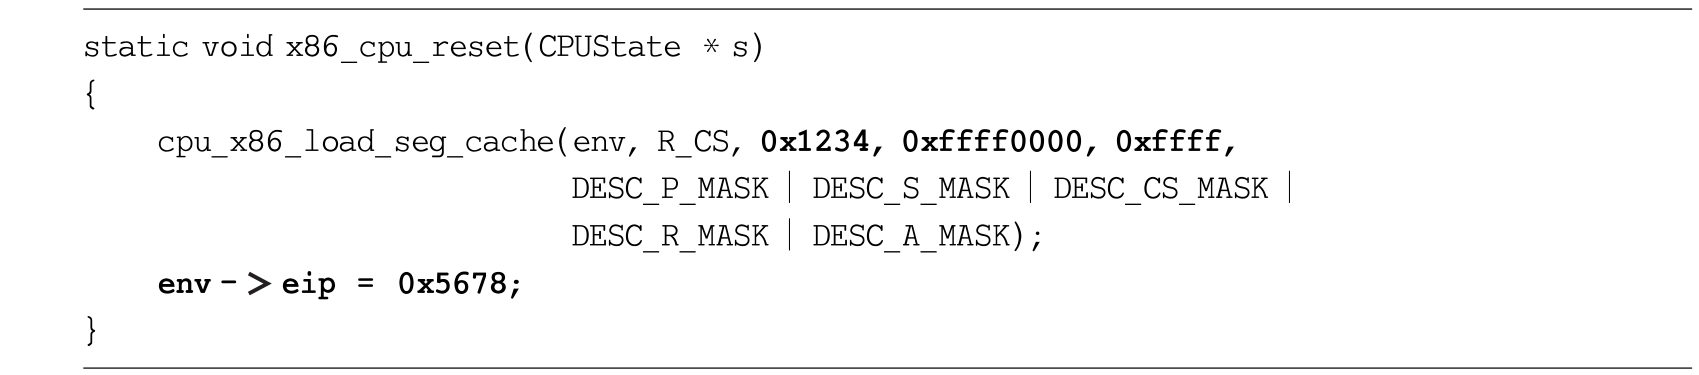 static void x86_cpu_reset(CPUState * s)
{
cpu_x86_load_seg_cache(env, R_CS, 0x1234, 0xffff0000, 0xffff,
DESC_P_MASK | DESC_S_MASK | DESC_CS_MASK |
DESC_R_MASK | DESC_A_MASK);
env -> eip = 0x5678;
}